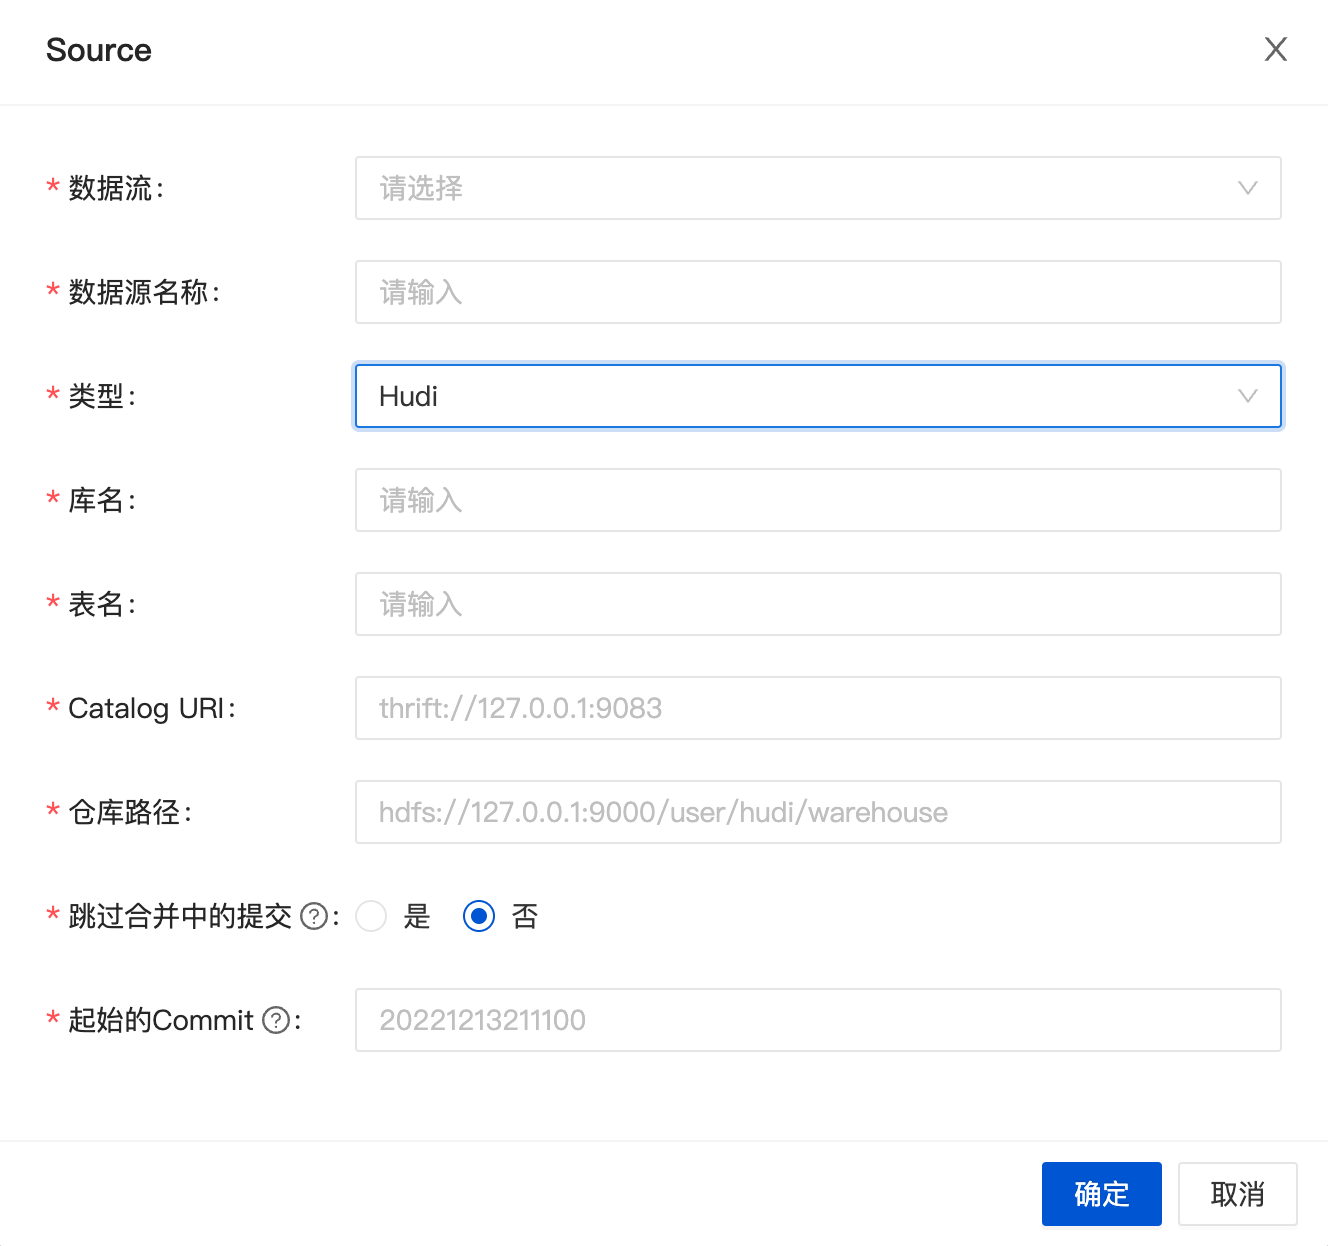 Source
* 数据流:
请选择
* 数据源名称:
请输入
* 类型:
Hudi
* 库名:
请输入
* 表名:
请输入
* Catalog URI:
thrift://127.0.0.1:9083
* 仓库路径:
hdfs://127.0.0.1:9000/user/hudi/warehouse
* 跳过合并中的提交?: 是 否
* 起始的Commit?:
20221213211100
确定 取消